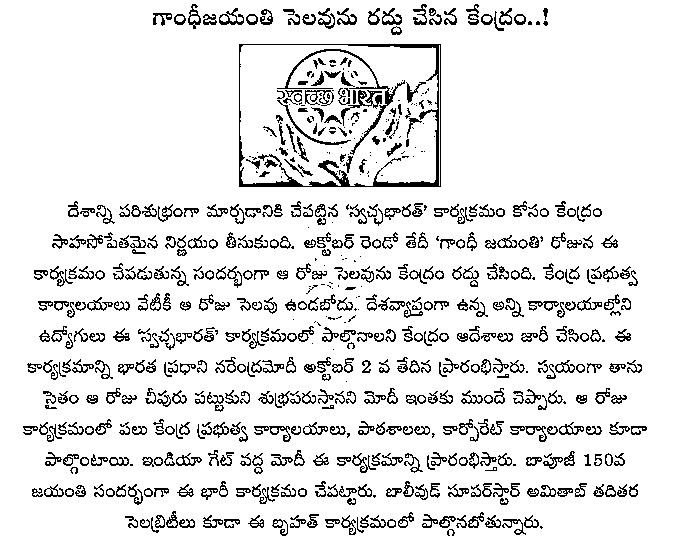 గాంధీజయంతి సెలవును రద్దు చేసిన కేంద్రం..!
स्वच्छ भारत
దేశాన్ని పరిశుభ్రంగా మార్చడానికి చేపట్టిన ‘స్వచ్ఛభారత్’ కార్యక్రమం కోసం కేంద్రం
సాహసోపేతమైన నిర్ణయం తీసుకుంది. అక్టోబర్ రెండో తేదీ ‘గాంధీ జయంతి’ రోజున ఈ
కార్యక్రమం చేపడుతున్న సందర్భంగా ఆ రోజు సెలవును కేంద్రం రద్దు చేసింది. కేంద్ర ప్రభుత్వ
కార్యాలయాలు వేటికీ ఆ రోజు సెలవు ఉండబోదు. దేశవ్యాప్తంగా ఉన్న అన్ని కార్యాలయాల్లోని
ఉద్యోగులు ఈ ‘స్వచ్ఛభారత్’ కార్యక్రమంలో పాల్గొనాలని కేంద్రం ఆదేశాలు జారీ చేసింది. ఈ
కార్యక్రమాన్ని భారత ప్రధాని నరేంద్రమోదీ అక్టోబర్ 2 వ తేదిన ప్రారంభిస్తారు. స్వయంగా తాను
సైతం ఆ రోజు చీపురు పట్టుకుని శుభ్రపరుస్తానని మోదీ ఇంతకు ముందే చెప్పారు. ఆ రోజు
కార్యక్రమంలో పలు కేంద్ర ప్రభుత్వ కార్యాలయాలు, పాఠశాలలు, కార్పోరేట్ కార్యాలయాలు కూడా
పాల్గొంటాయి. ఇండియా గేట్ వద్ద మోదీ ఈ కార్యక్రమాన్ని ప్రారంభిస్తారు. బాపూజీ 150వ
జయంతి సందర్భంగా ఈ భారీ కార్యక్రమం చేపట్టారు. బాలీవుడ్ సూపర్‌స్టార్ అమితాబ్ తదితర
సెలబ్రిటీలు కూడా ఈ బృహత్ కార్యక్రమంలో పాల్గొనబోతున్నారు.